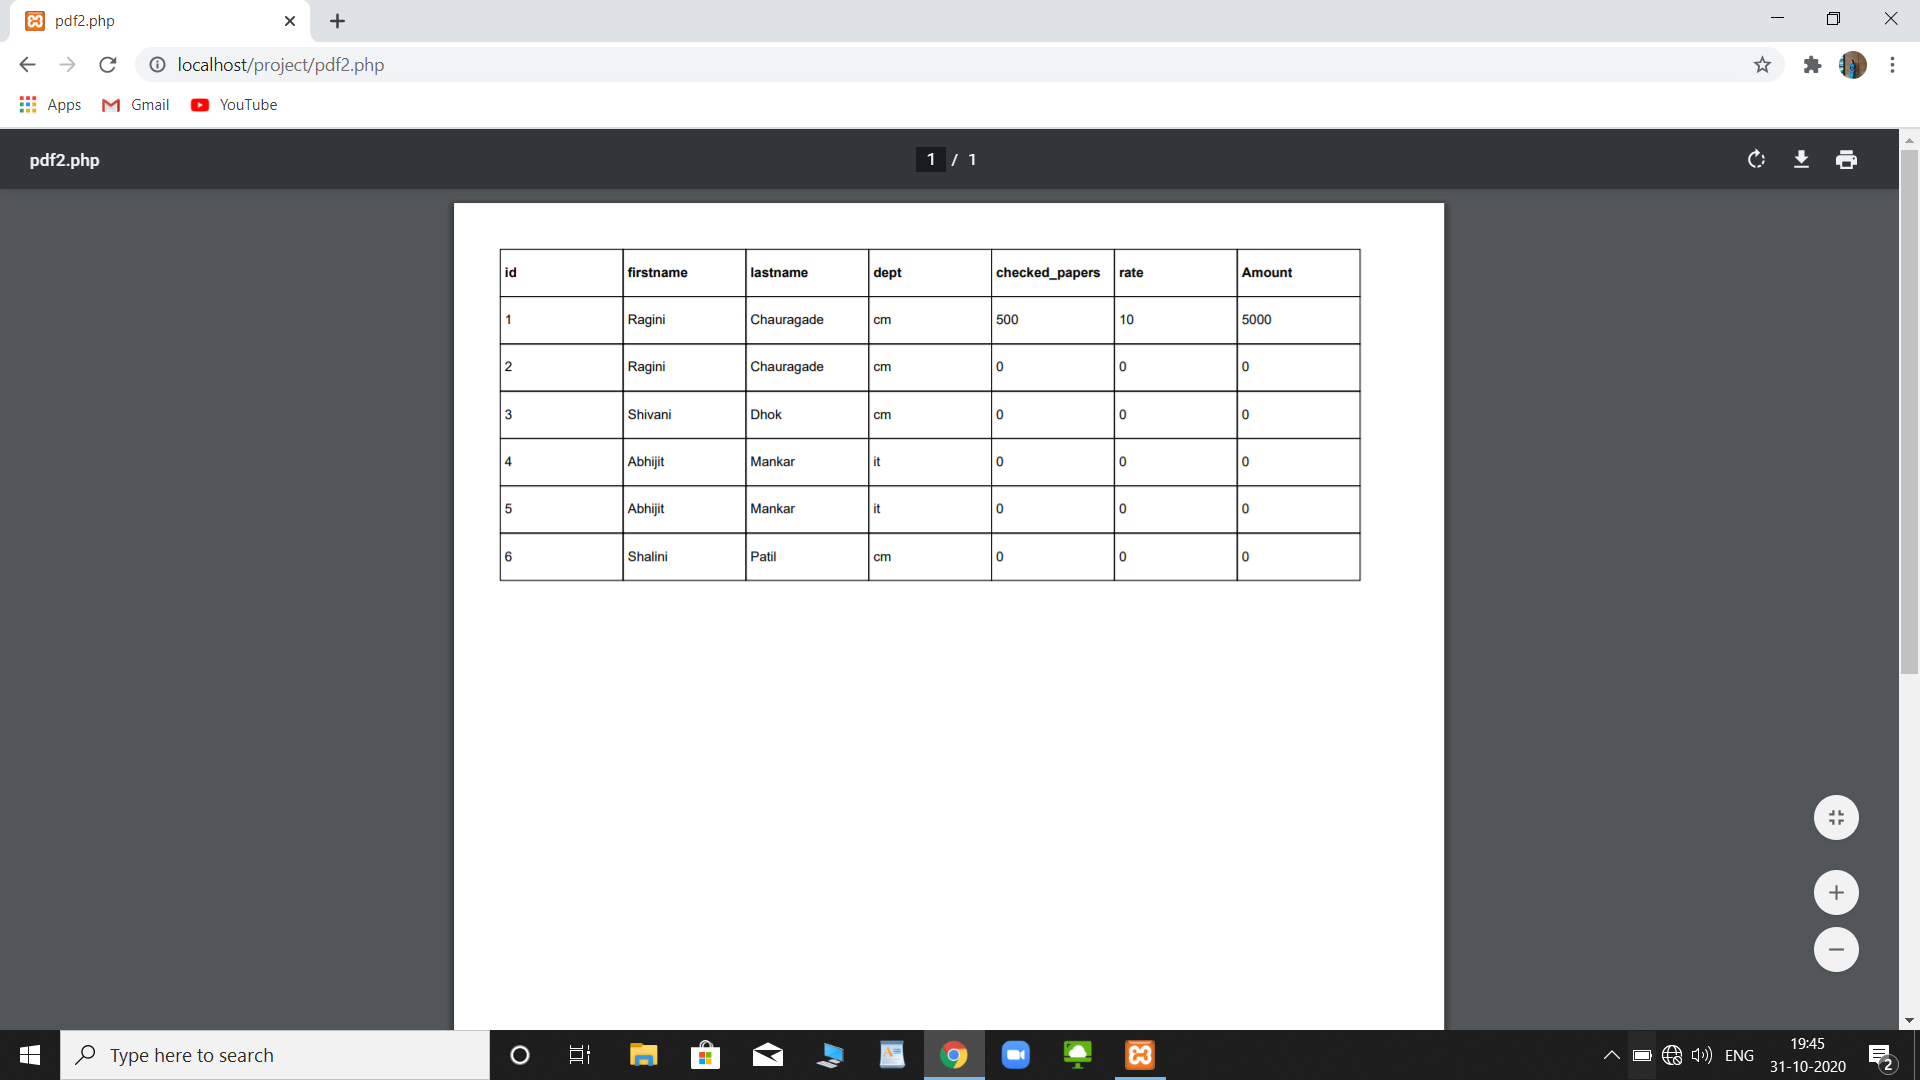 pdf2.php
localhost/project/pdf2.php
Apps Gmail YouTube
pdf2.php 1 / 1
id firstname lastname dept checked_papers rate Amount
1 Ragini Chauragade cm 500 10 5000
2 Ragini Chauragade cm 0 0 0
3 Shivani Dhok cm 0 0 0
4 Abhijit Mankar it 0 0 0
5 Abhijit Mankar it 0 0 0
6 Shalini Patil cm 0 0 0
Type here to search
ENG
19:45
31-10-2020
2